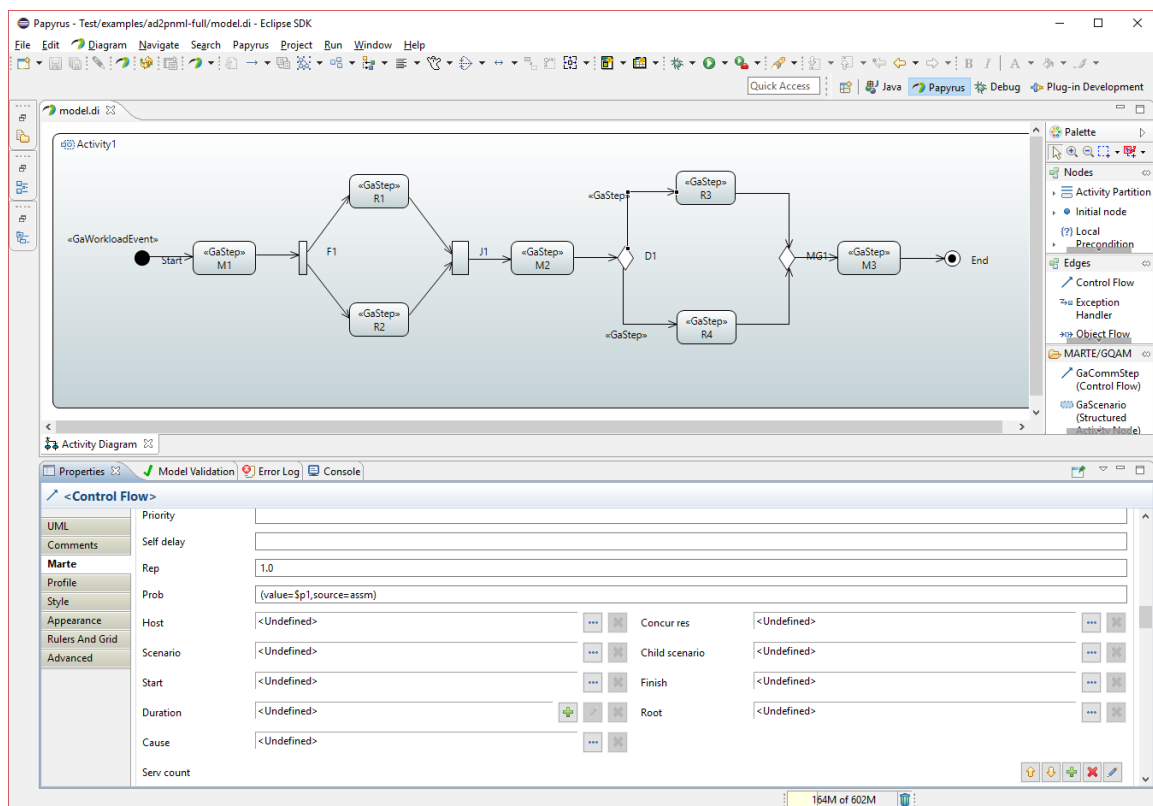 Papyrus - Test/examples/ad2pnml-full/model.di - Eclipse SDK
File Edit Diagram Navigate Search Papyrus Project Run Window Help
B I A
Quick Access Java Papyrus Debug Plug-in Development
model.di
Activity1
«GaWorkloadEvent»
Start
«GaStep»
M1
F1
«GaStep»
R1
«GaStep»
R2
J1
«GaStep»
M2
D1
«GaStep»
«GaStep»
R3
«GaStep»
«GaStep»
R4
MG1
«GaStep»
M3
End
Palette
Nodes
Activity Partition
Initial node
(?) Local
Precondition
Edges
Control Flow
Exception
Handler
Object Flow
MARTE/GQAM
GaCommStep
(Control Flow)
GaScenario
(Structured
Activity Node)
Activity Diagram
Properties Model Validation Error Log Console
<Control Flow>
UML
Comments
Marte
Profile
Style
Appearance
Rulers And Grid
Advanced
Priority
Self delay
Rep 1.0
Prob (value=$p1,source=assm)
Host <Undefined> Concur res <Undefined>
Scenario <Undefined> Child scenario <Undefined>
Start <Undefined> Finish <Undefined>
Duration <Undefined> Root <Undefined>
Cause <Undefined>
Serv count
164M of 602M